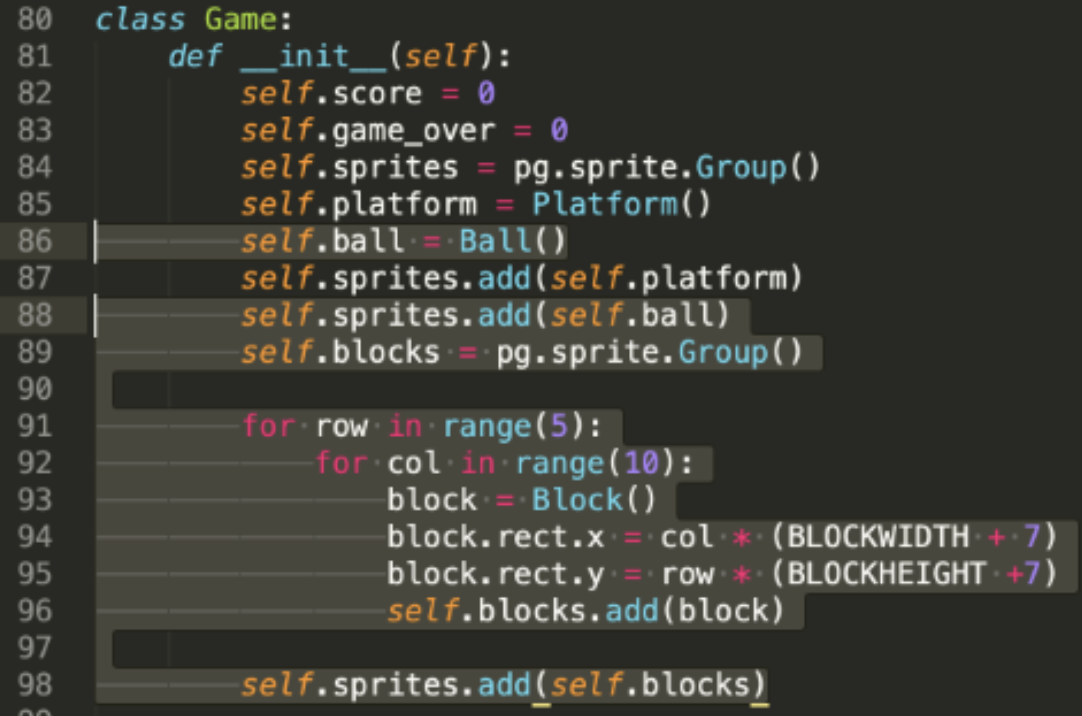 80 class Game:
81     def __init__(self):
82         self.score = 0
83         self.game_over = 0
84         self.sprites = pg.sprite.Group()
85         self.platform = Platform()
86         self.ball = Ball()
87         self.sprites.add(self.platform)
88         self.sprites.add(self.ball)
89         self.blocks = pg.sprite.Group()
90
91         for row in range(5):
92             for col in range(10):
93                 block = Block()
94                 block.rect.x = col * (BLOCKWIDTH + 7)
95                 block.rect.y = row * (BLOCKHEIGHT +7)
96                 self.blocks.add(block)
97
98         self.sprites.add(self.blocks)